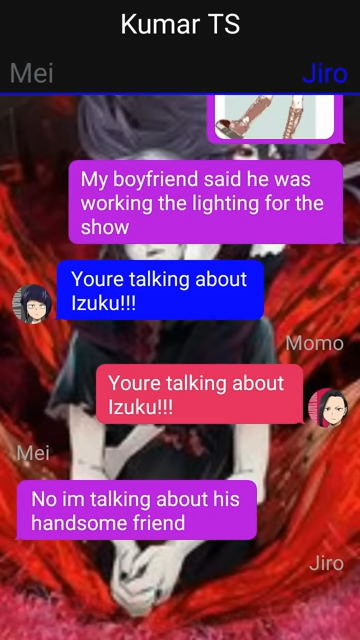 Kumar TS
Mei
Jiro
My boyfriend said he was
working the lighting for the
show
Youre talking about
Izuku!!!
Momo
Youre talking about
Izuku!!!
Mei
No im talking about his
handsome friend
Jiro